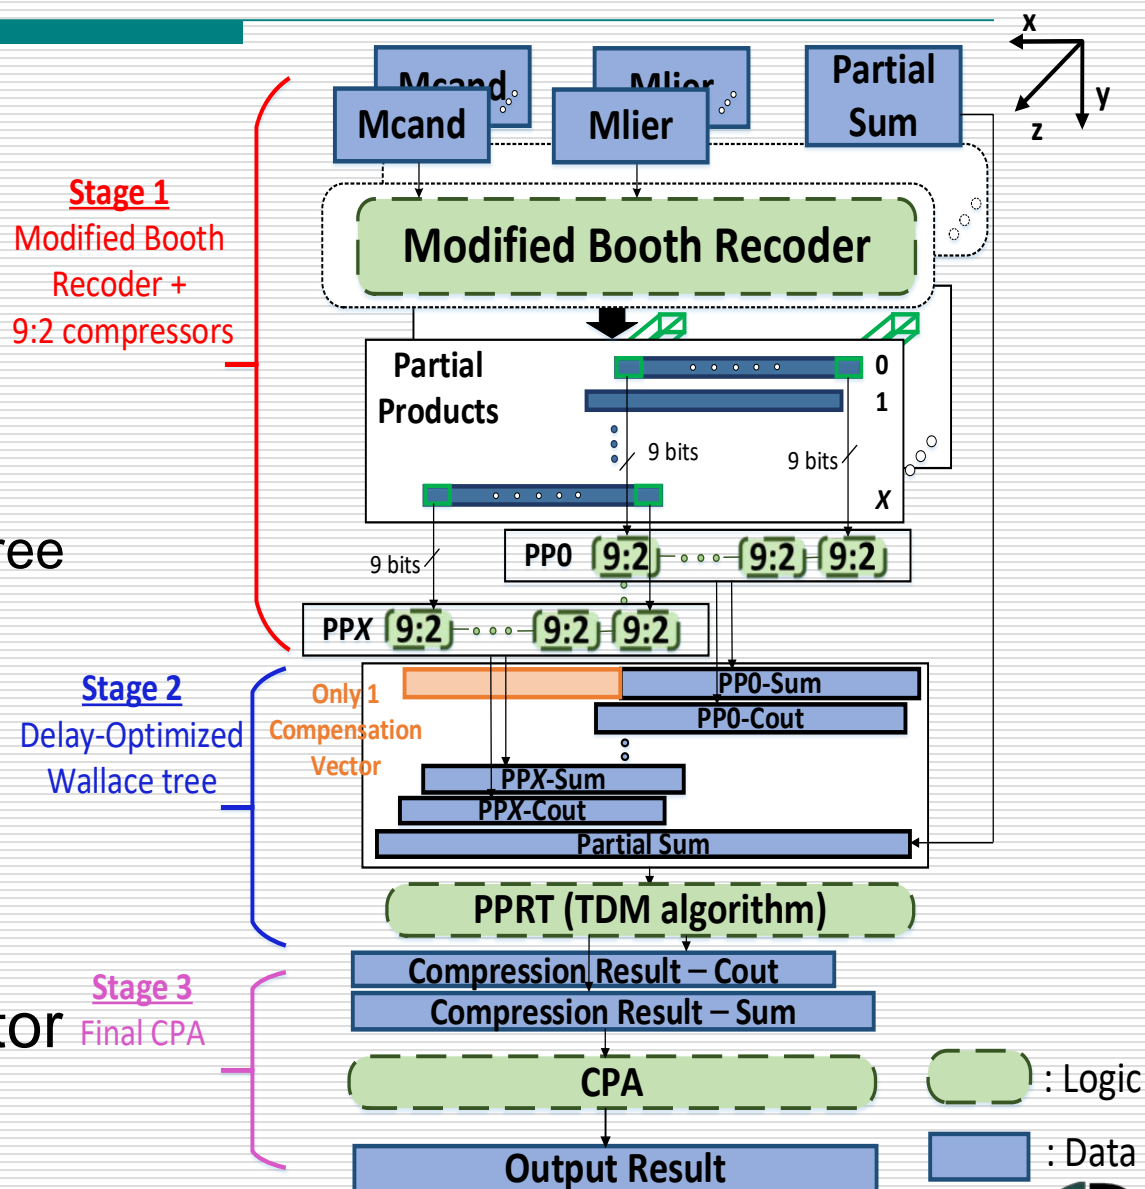 x
y
z
Mcand
Mlier
Partial
Sum
Mcand
Mlier
Stage 1
Modified Booth
Recoder +
9:2 compressors
Modified Booth Recoder
Partial
Products
0
1
9 bits
9 bits
X
ree
9 bits
PP0 9:2 9:2 9:2
PPX 9:2 9:2 9:2
Stage 2
Delay-Optimized
Wallace tree
Only 1
Compensation
Vector
PP0-Sum
PP0-Cout
PPX-Sum
PPX-Cout
Partial Sum
PPRT (TDM algorithm)
Stage 3
Final CPA
tor
Compression Result – Cout
Compression Result – Sum
CPA
: Logic
Output Result
: Data